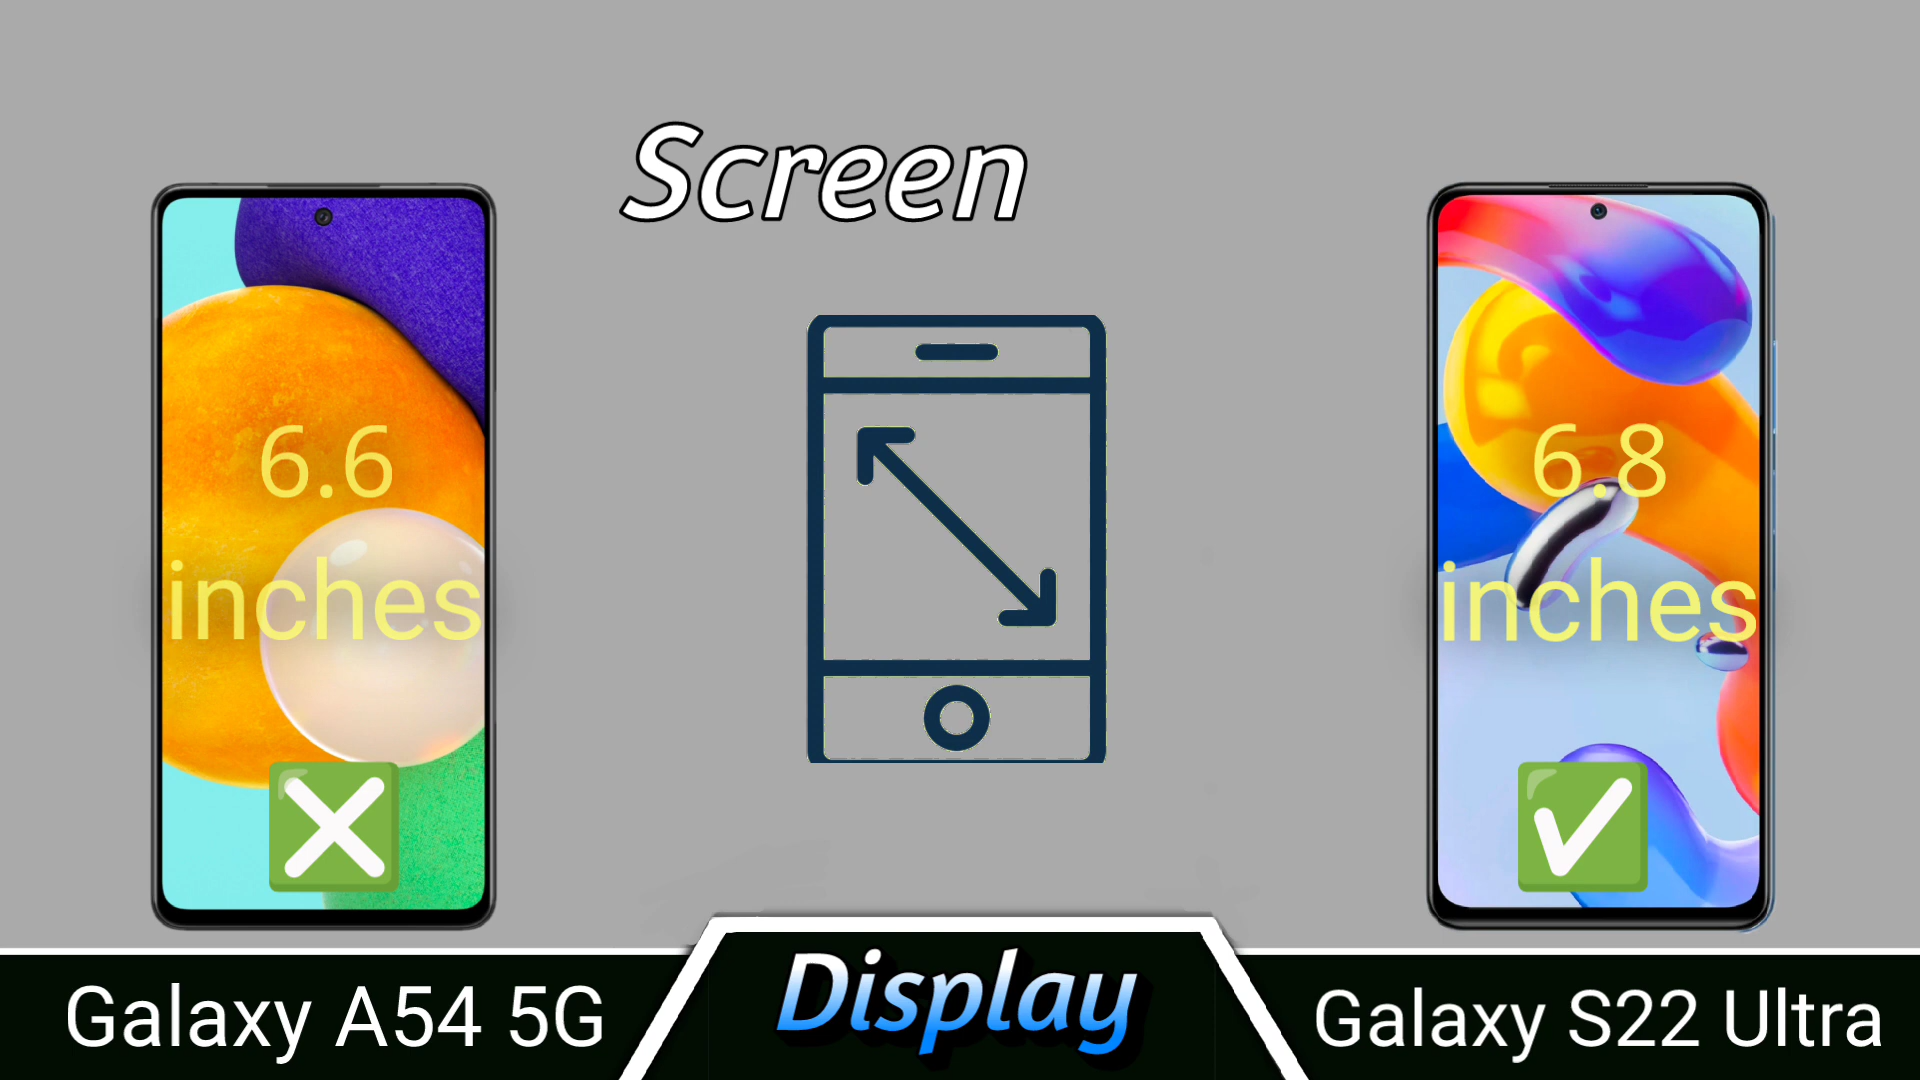 Screen
6.6
inches
6.8
inches
Galaxy A54 5G
Display
Galaxy S22 Ultra